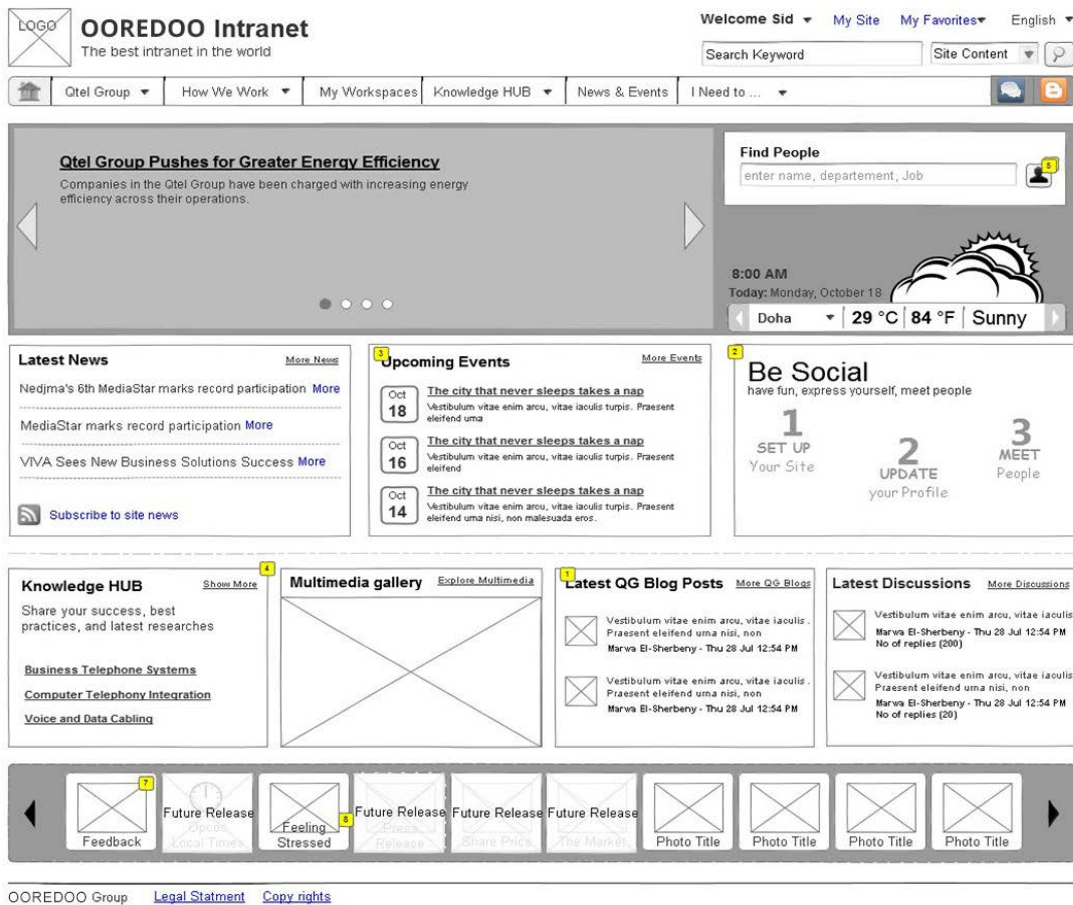 LOGO
OOREDOO Intranet
The best intranet in the world
Welcome Sid
My Site
My Favorites
English
Search Keyword
Site Content
Qtel Group
How We Work
My Workspaces
Knowledge HUB
News & Events
I Need to ...
Qtel Group Pushes for Greater Energy Efficiency
Companies in the Qtel Group have been charged with increasing energy
efficiency across their operations.
Find People
enter name, departement, Job
5
8:00 AM
Today: Monday, October 18
Doha
29 °C
84 °F
Sunny
Latest News
More News
Nedjma's 6th MediaStar marks record participation More
MediaStar marks record participation More
VIVA Sees New Business Solutions Success More
Subscribe to site news
3
Upcoming Events
More Events
Oct
18
The city that never sleeps takes a nap
Vestibulum vitae enim arcu, vitae iaculis turpis. Praesent
eleifend urna
Oct
16
The city that never sleeps takes a nap
Vestibulum vitae enim arcu, vitae iaculis turpis. Praesent
eleifend
Oct
14
The city that never sleeps takes a nap
Vestibulum vitae enim arcu, vitae iaculis turpis. Praesent
eleifend urna nisi, non malesuada eros.
2
Be Social
have fun, express yourself, meet people
1
SET UP
Your Site
2
UPDATE
your Profile
3
MEET
People
4
Knowledge HUB
Show More
Share your success, best
practices, and latest researches
Business Telephone Systems
Computer Telephony Integration
Voice and Data Cabling
Multimedia gallery
Explore Multimedia
1
Latest QG Blog Posts
More QG Blogs
Vestibulum vitae enim arcu, vitae iaculis .
Praesent eleifend urna nisi, non
Marwa El-Sherbeny - Thu 28 Jul 12:54 PM
Vestibulum vitae enim arcu, vitae iaculis .
Praesent eleifend urna nisi, non
Marwa El-Sherbeny - Thu 28 Jul 12:54 PM
Latest Discussions
More Discussions
Vestibulum vitae enim arcu, vitae iaculis
Marwa El-Sherbeny - Thu 28 Jul 12:54 PM
No of replies (200)
Vestibulum vitae enim arcu, vitae iaculis
Praesent eleifend urna nisi, non
Marwa El-Sherbeny - Thu 28 Jul 12:54 PM
No of replies (20)
7
Feedback
Future Release
Opcos
Local Times
8
Feeling
Stressed
Future Release
Press
Release
Future Release
Share Price
Future Release
The Market
Photo Title
Photo Title
Photo Title
Photo Title
OOREDOO Group
Legal Statment
Copy rights